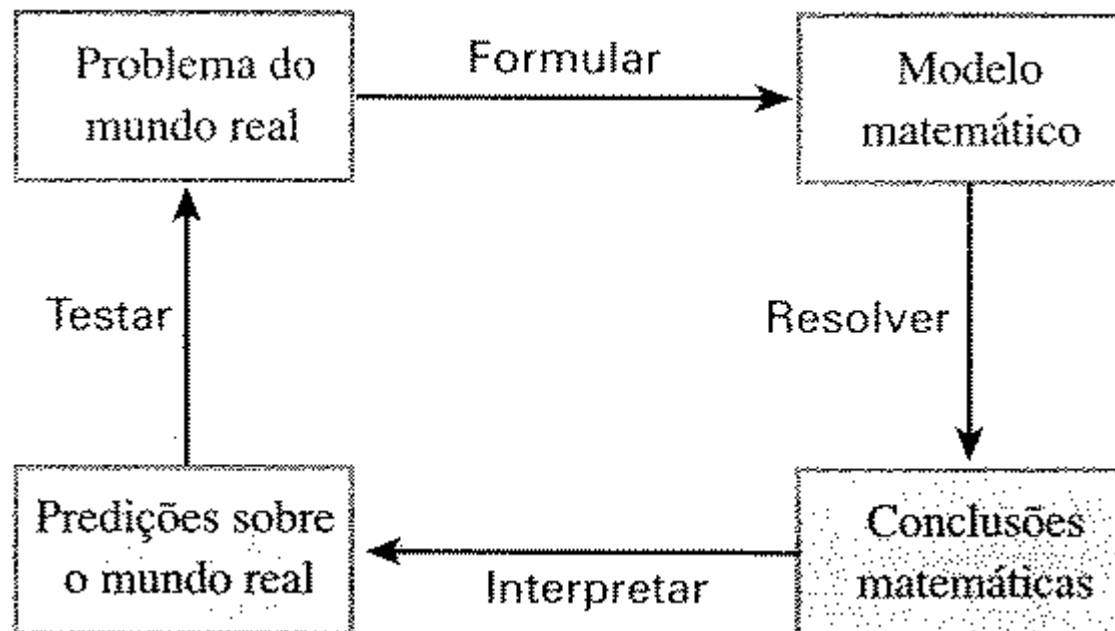 Problema do
mundo real
Formular
Modelo
matemático
Testar
Resolver
Predições sobre
o mundo real
Interpretar
Conclusões
matemáticas